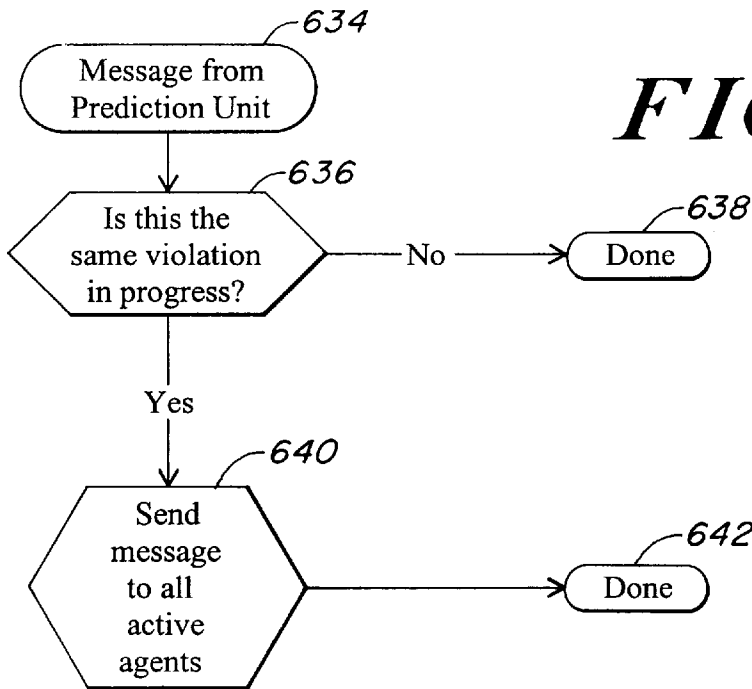 634
Message from
Prediction Unit
FIG
636
Is this the
same violation
in progress?
No
638
Done
Yes
640
Send
message
to all
active
agents
642
Done